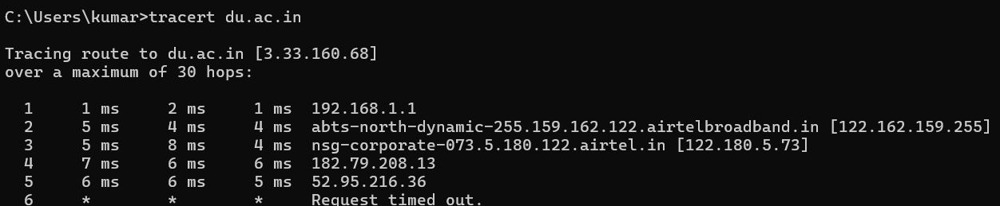 C:\Users\kumar>tracert du.ac.in
Tracing route to du.ac.in [3.33.160.68]
over a maximum of 30 hops:
1 1 ms 2 ms 1 ms 192.168.1.1
2 5 ms 4 ms 4 ms abts-north-dynamic-255.159.162.122.airtelbroadband.in [122.162.159.255]
3 5 ms 8 ms 4 ms nsg-corporate-073.5.180.122.airtel.in [122.180.5.73]
4 7 ms 6 ms 6 ms 182.79.208.13
5 6 ms 6 ms 5 ms 52.95.216.36
6 * * * Request timed out.